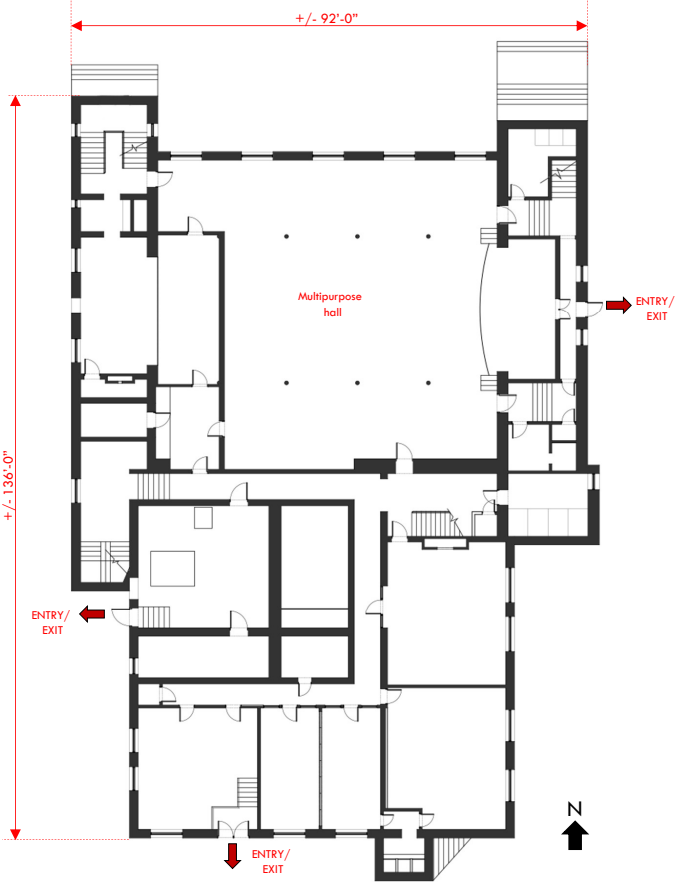 +/- 92'-0”
Multipurpose
hall
ENTRY/
EXIT
+/- 136'-0”
ENTRY/
EXIT
N
ENTRY/
EXIT